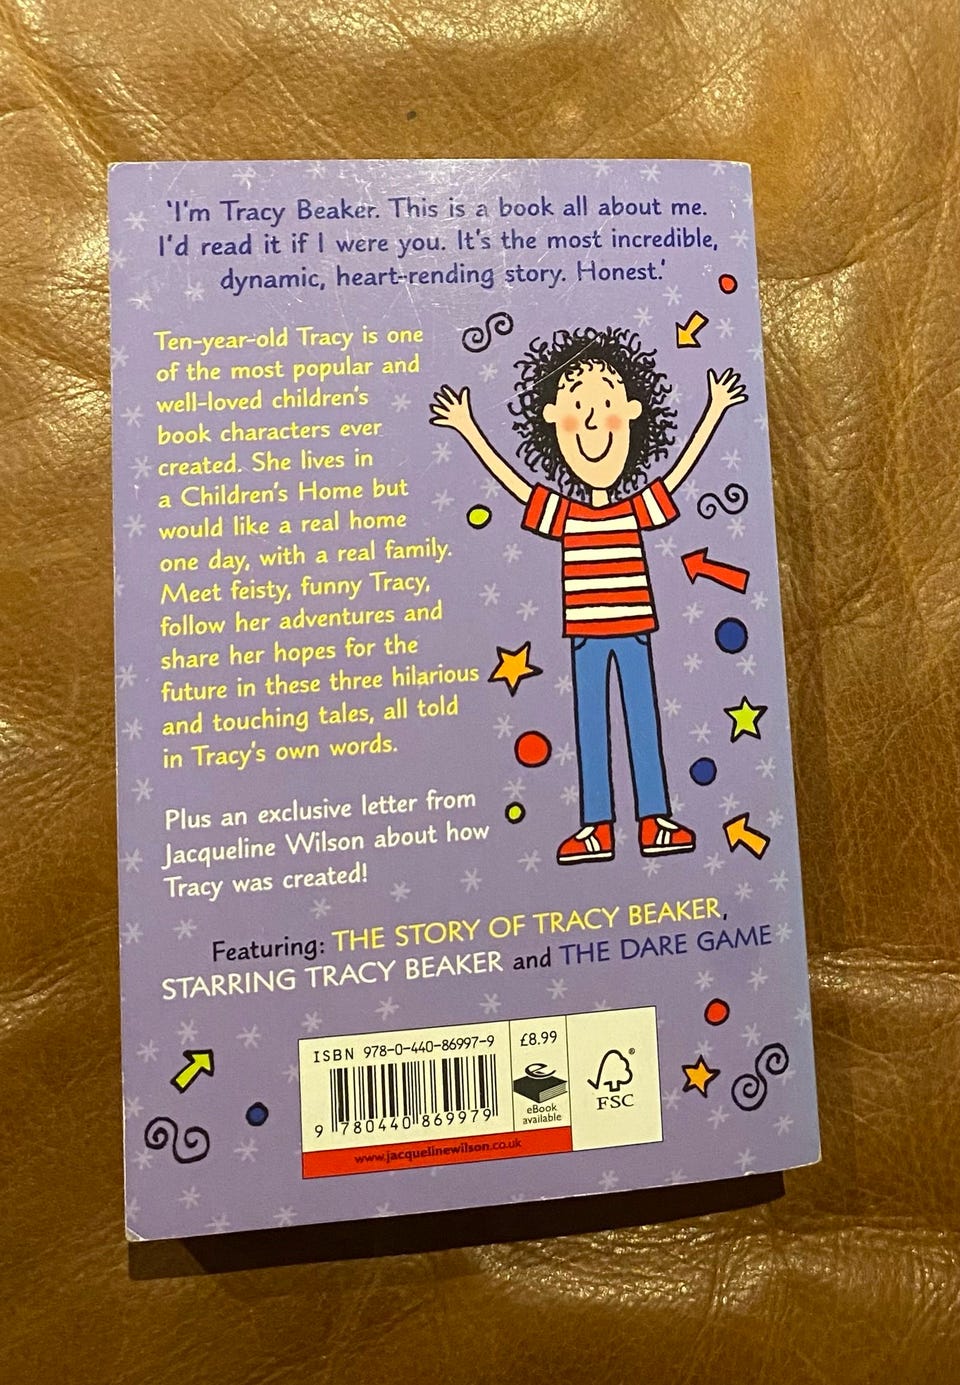 'I'm Tracy Beaker. This is a book all about me.
I'd read it if I were you. It's the most incredible,
dynamic, heart-rending story. Honest.'
Ten-year-old Tracy is one
of the most popular and
well-loved children's
book characters ever
created. She lives in
a Children's Home but
would like a real home
one day, with a real family.
Meet feisty, funny Tracy,
follow her adventures and
share her hopes for the
future in these three hilarious
and touching tales, all told
in Tracy's own words.
Plus an exclusive letter from
Jacqueline Wilson about how
Tracy was created!
Featuring: THE STORY OF TRACY BEAKER,
STARRING TRACY BEAKER and THE DARE GAME
ISBN 978-0-440-86997-9
9 780440 869979
£8.99
eBook
available
®
FSC
www.jacquelinewilson.co.uk